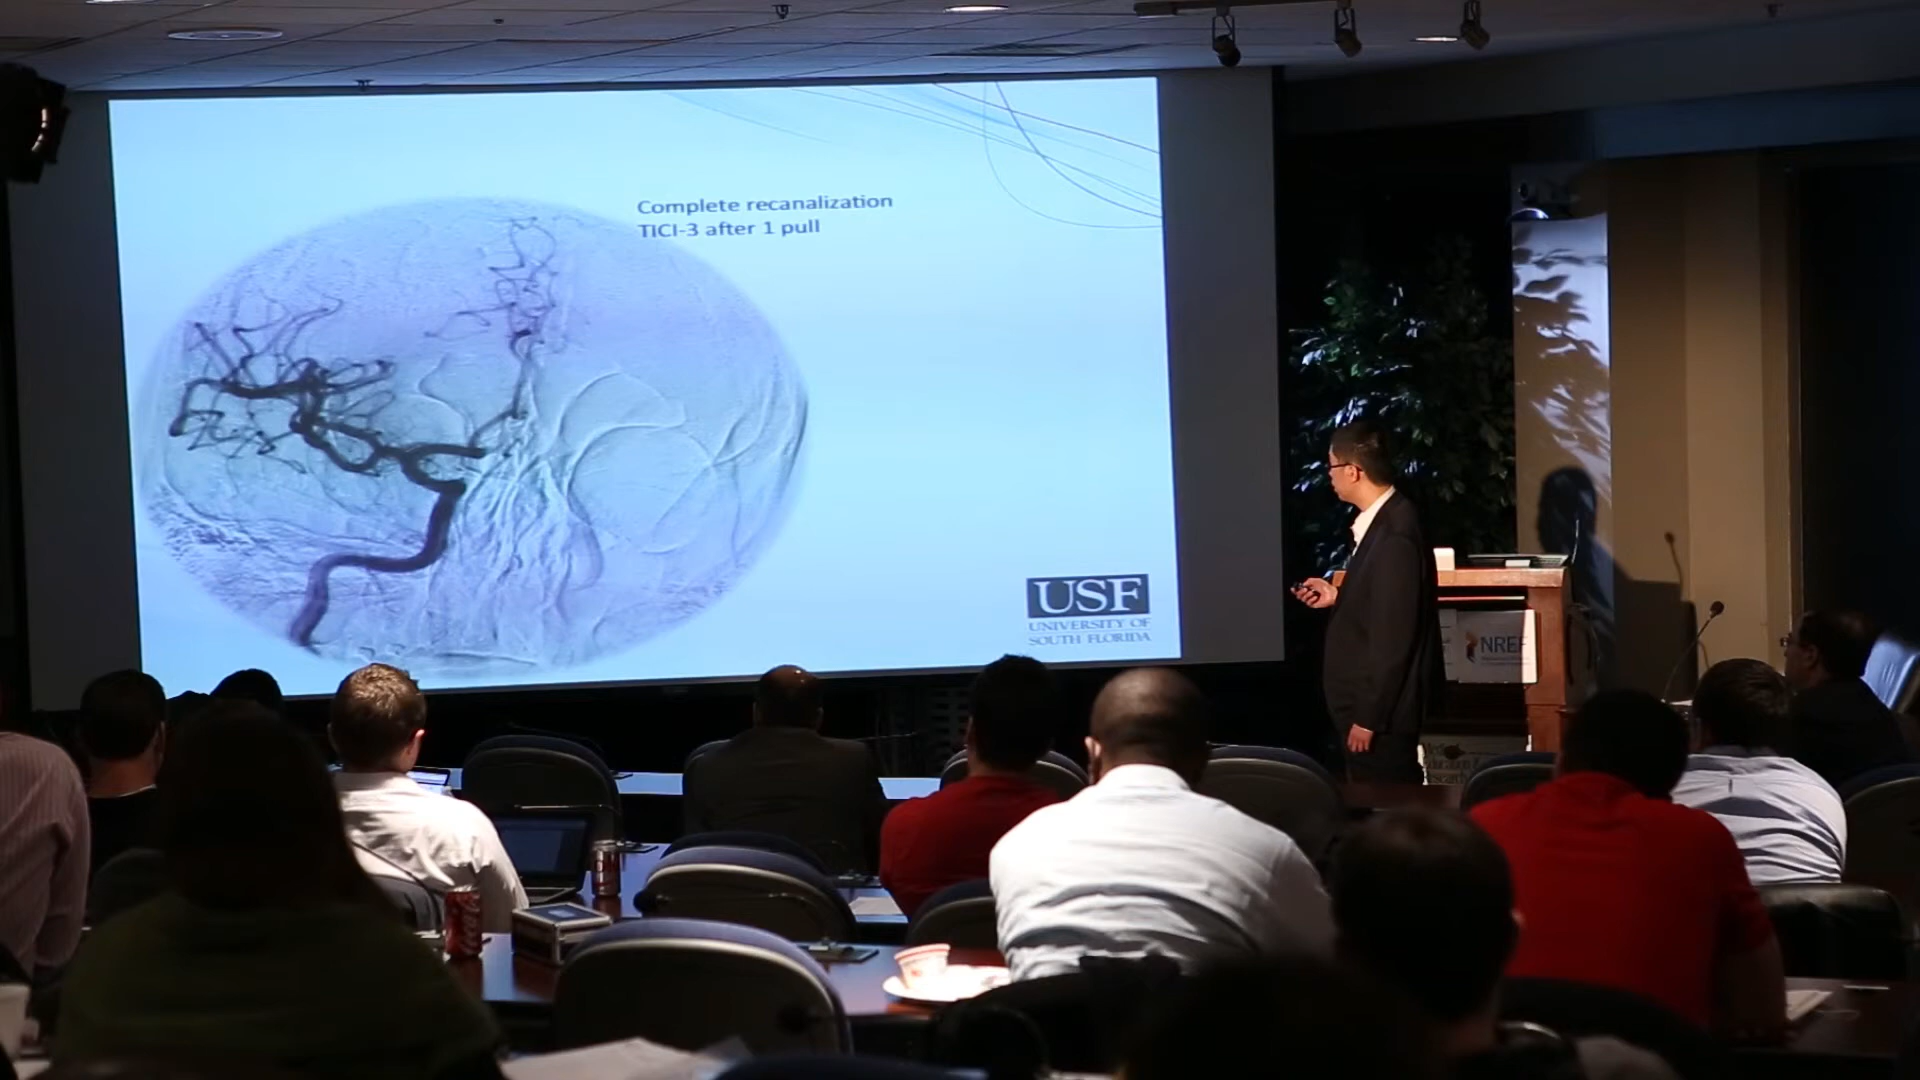 Complete recanalization
TICI-3 after 1 pull
USF
UNIVERSITY OF
SOUTH FLORIDA
NREF